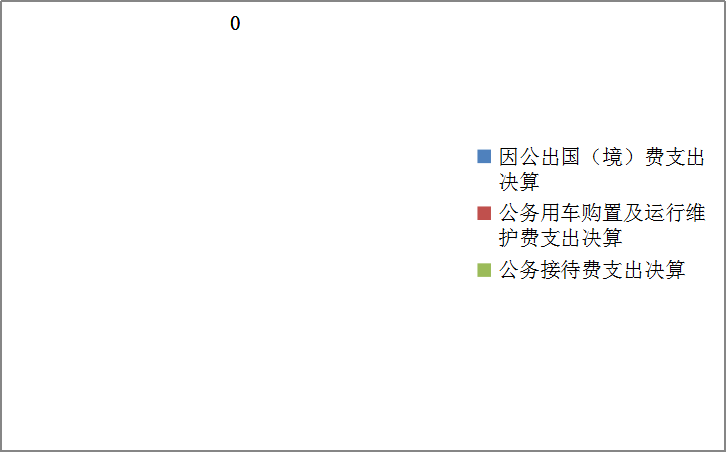 0
因公出国（境）费支出
决算
公务用车购置及运行维
护费支出决算
公务接待费支出决算